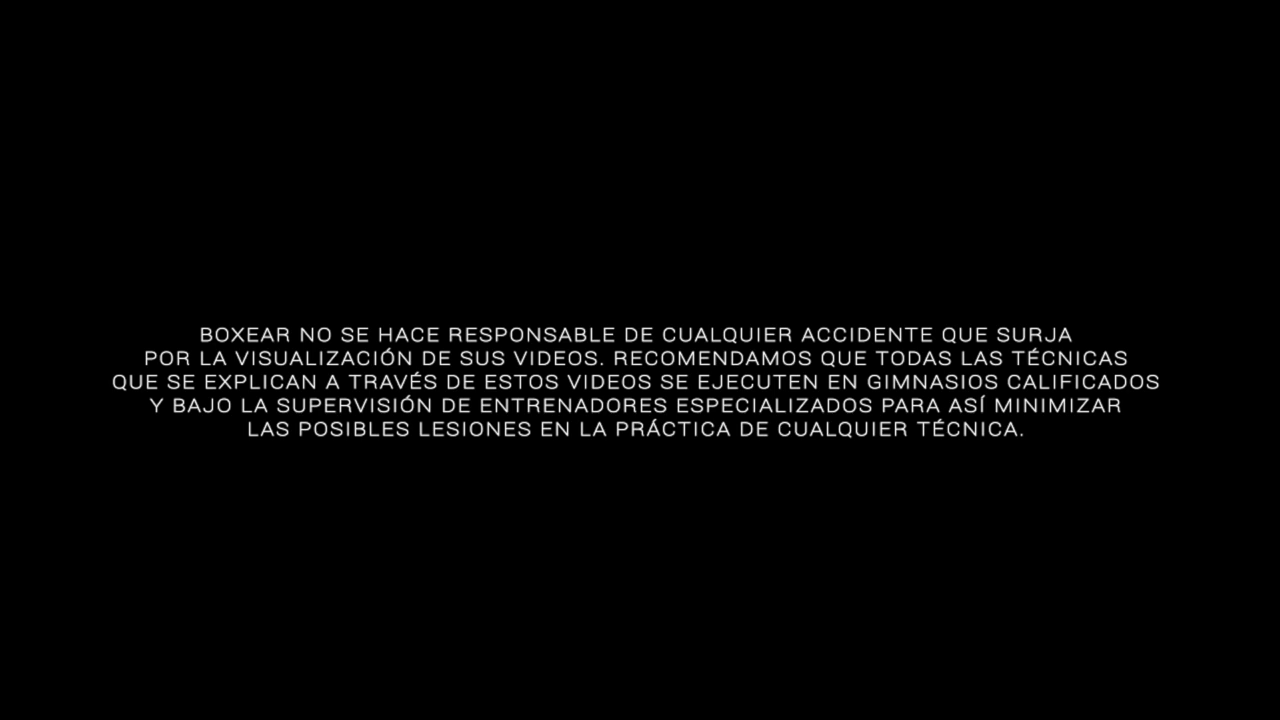 BOXEAR NO SE HACE RESPONSABLE DE CUALQUIER ACCIDENTE QUE SURJA
POR LA VISUALIZACIÓN DE SUS VIDEOS. RECOMENDAMOS QUE TODAS LAS TÉCNICAS
QUE SE EXPLICAN A TRAVÉS DE ESTOS VIDEOS SE EJECUTEN EN GIMNASIOS CALIFICADOS
Y BAJO LA SUPERVISIÓN DE ENTRENADORES ESPECIALIZADOS PARA ASÍ MINIMIZAR
LAS POSIBLES LESIONES EN LA PRÁCTICA DE CUALQUIER TÉCNICA.